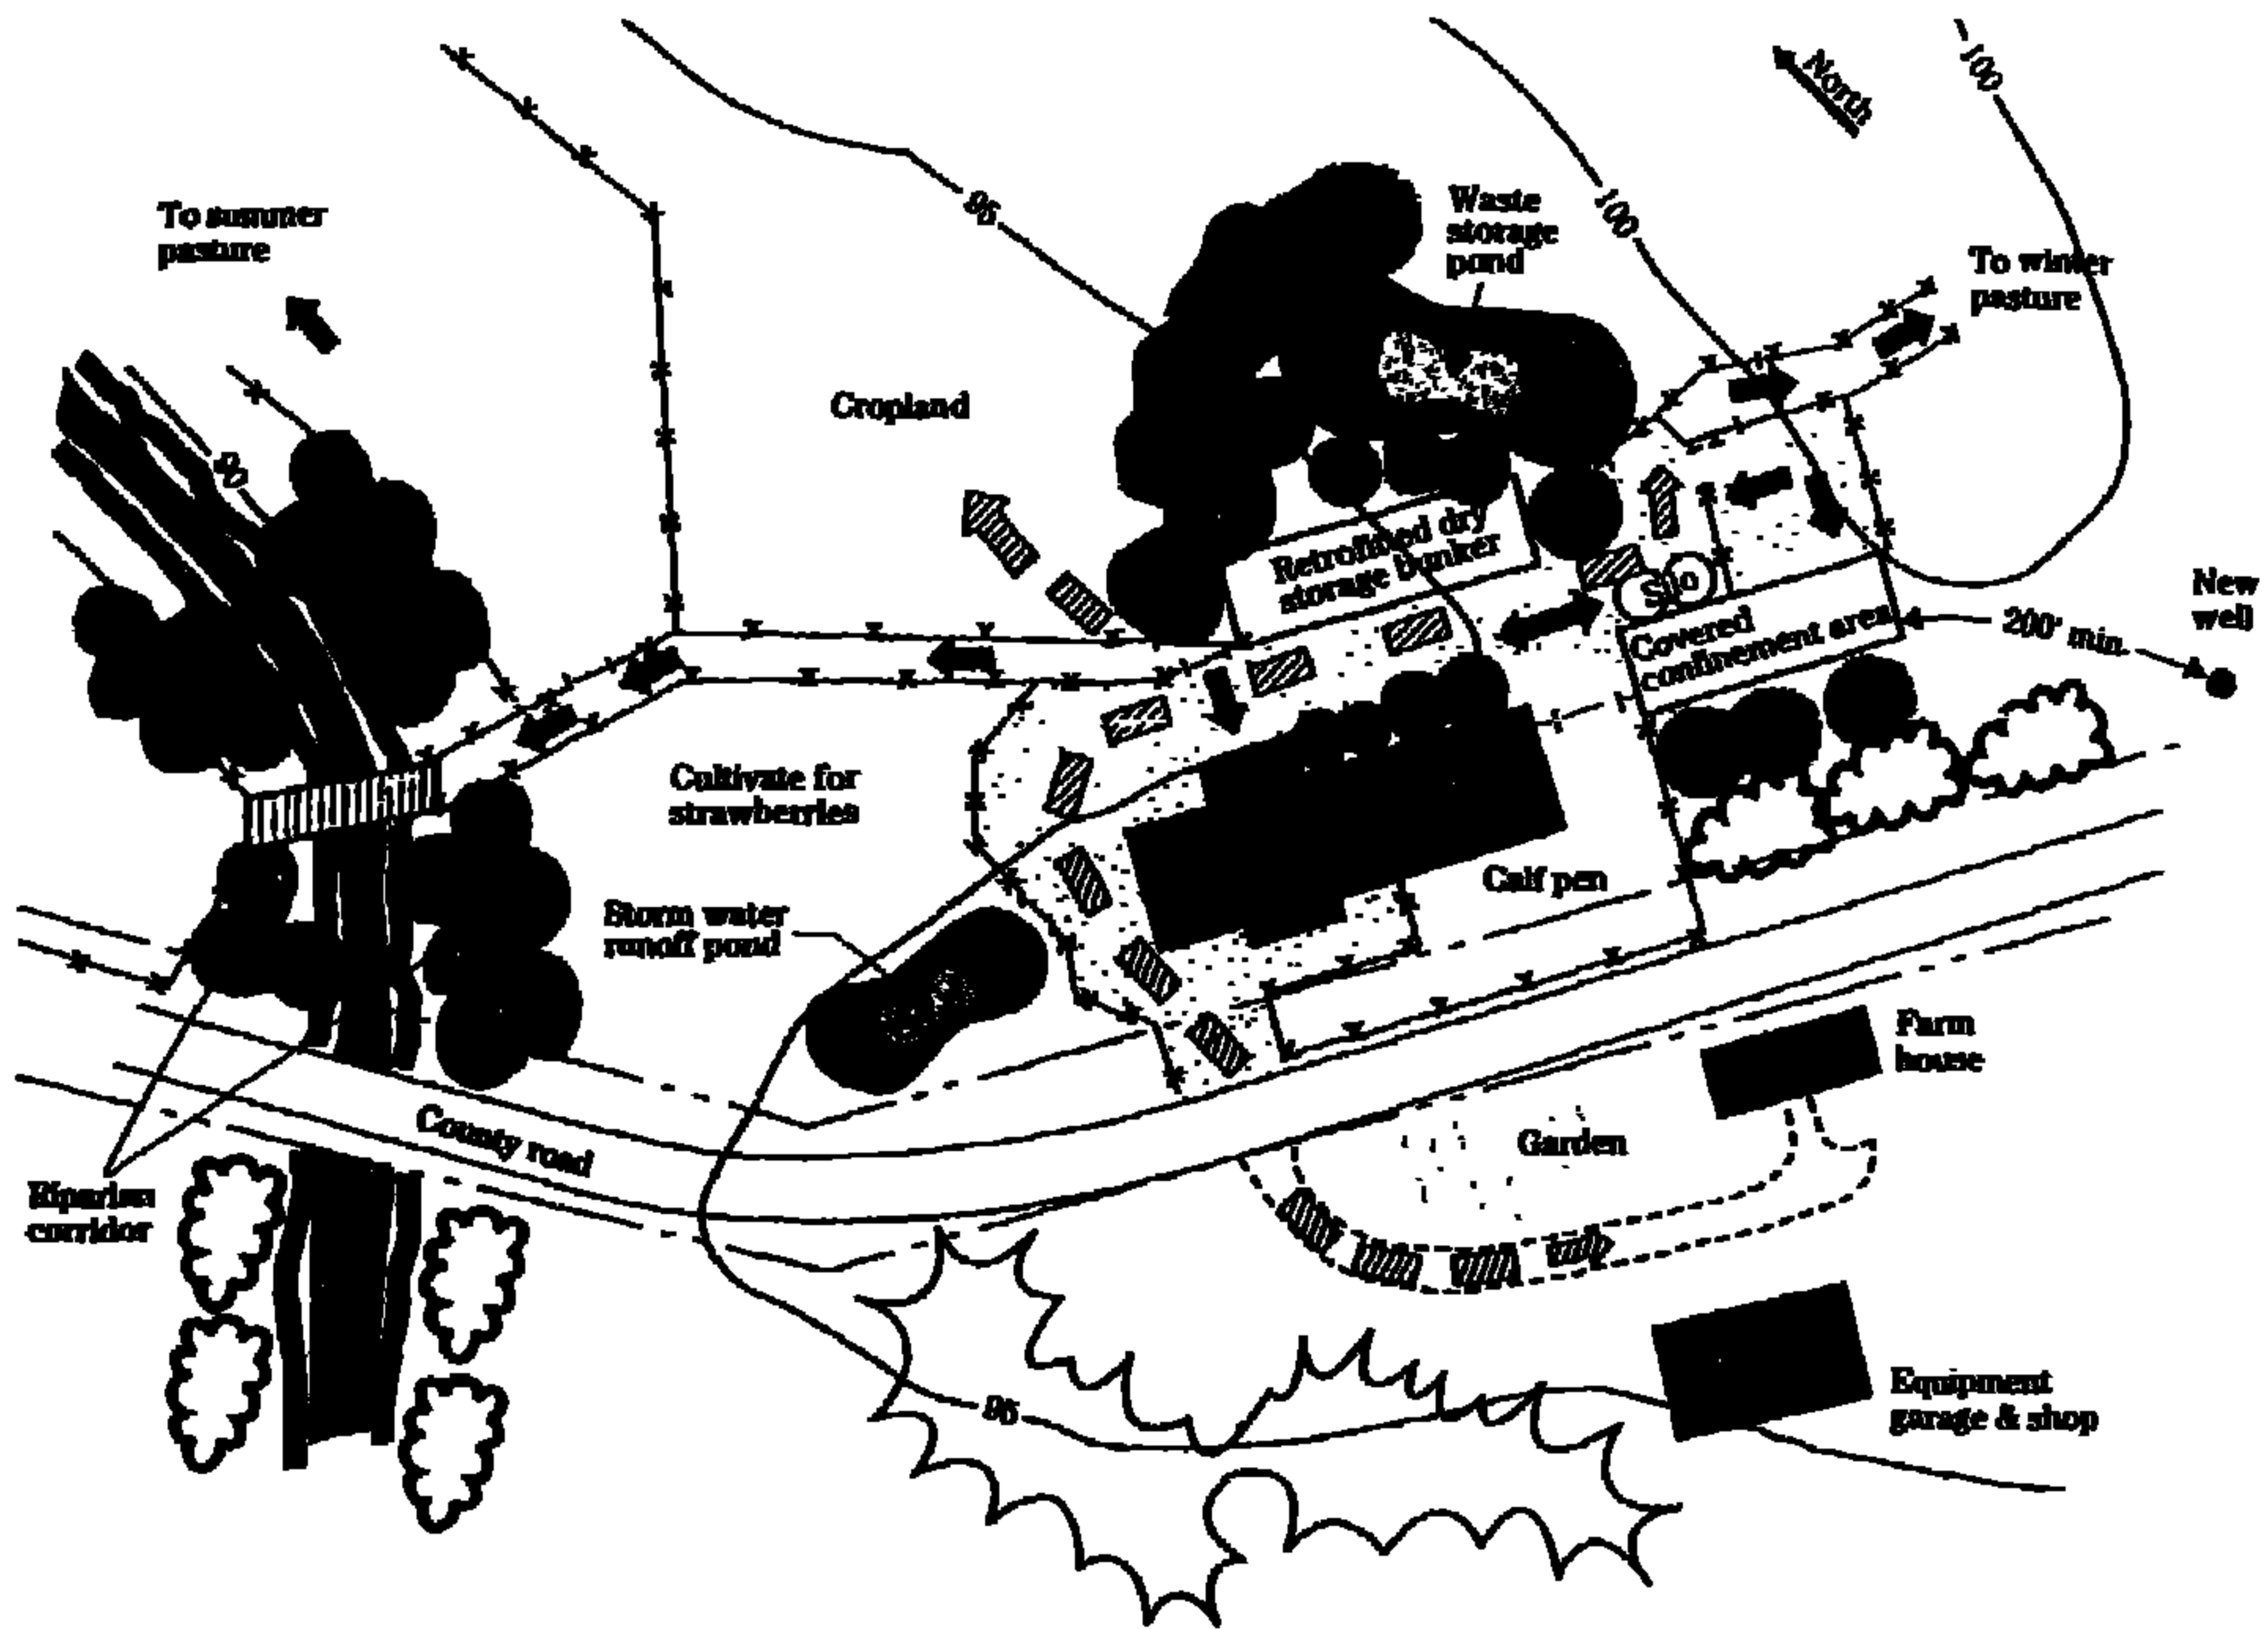 North
100
To summer
pasture
95
Waste
storage
pond
100
To winter
pasture
Cropland
Retrofitted dry
storage bunker
S
New
well
Covered
confinement area
200' min.
Cultivate for
strawberries
Calf pen
Storm water
runoff pond
Farm
house
County road
Garden
Riparian
corridor
95
Equipment
garage & shop